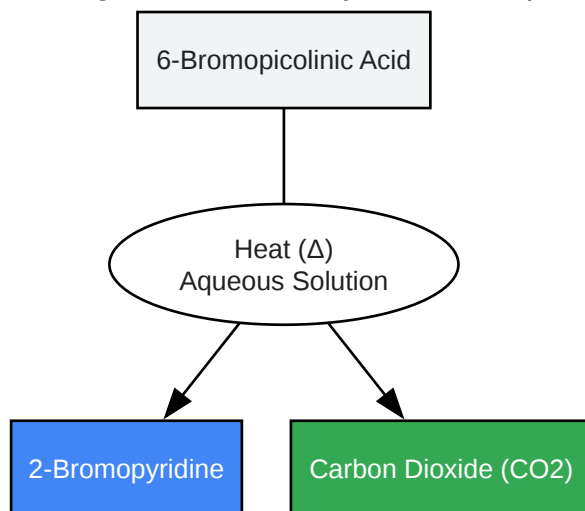 6-Bromopicolinic Acid
Heat (Δ)
Aqueous Solution
2-Bromopyridine
Carbon Dioxide (CO2)